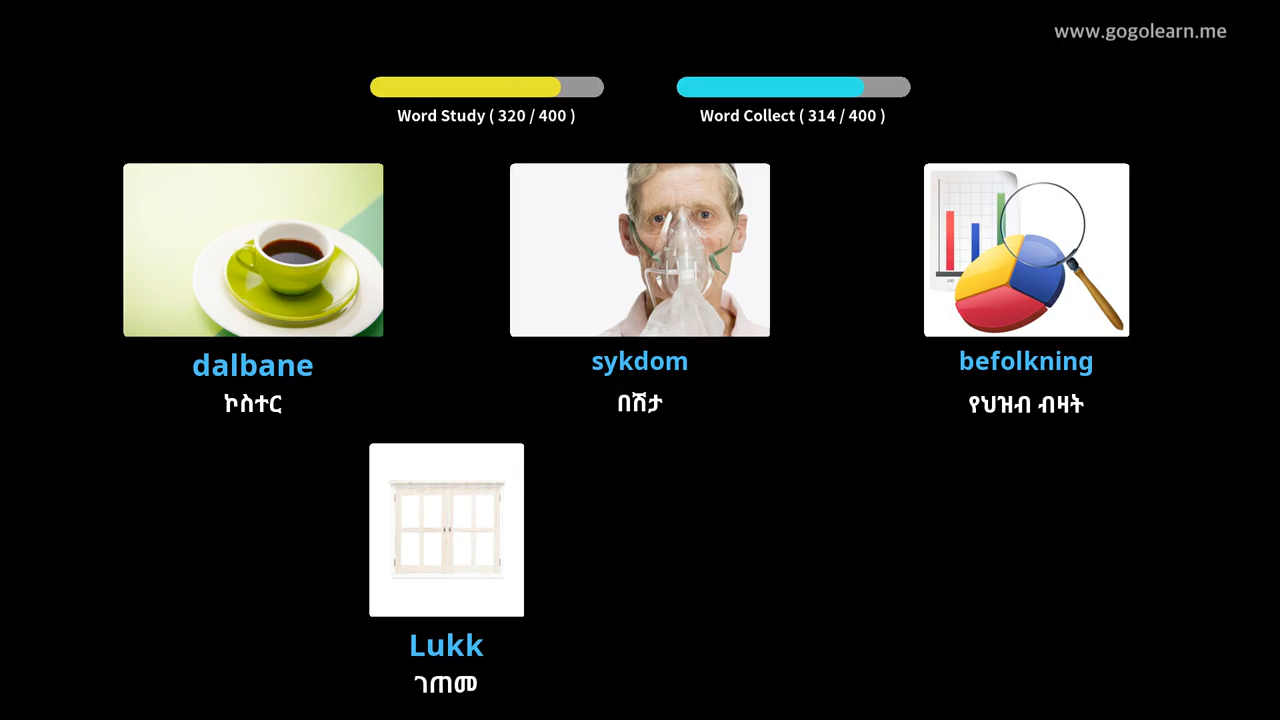 www.gogolearn.me
Word Study ( 320 / 400 )
Word Collect ( 314 / 400 )
dalbane
ኮስተር
sykdom
በሽታ
befolkning
የህዝብ ብዛት
Lukk
ገጠመ